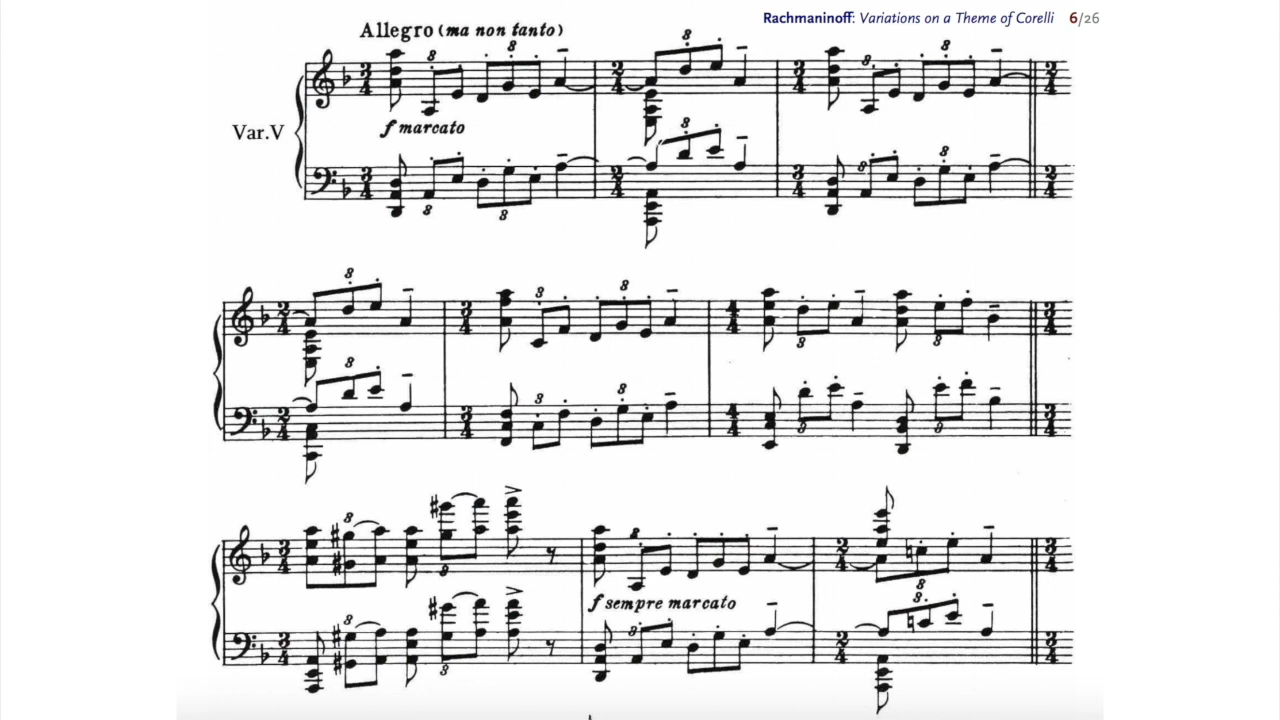 Rachmaninoff: Variations on a Theme of Corelli 6/26
Allegro (ma non tanto)
Var.V
f marcato
f sempre marcato